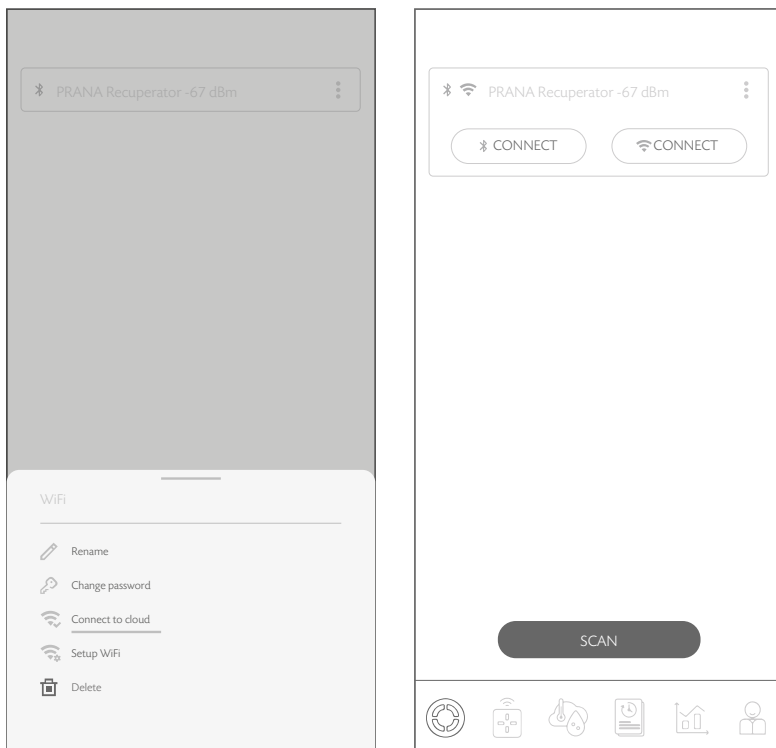 PRANA Recuperator -67 dBm
WiFi
Rename
Change password
Connect to cloud
Setup WiFi
Delete
PRANA Recuperator -67 dBm
CONNECT
CONNECT
SCAN